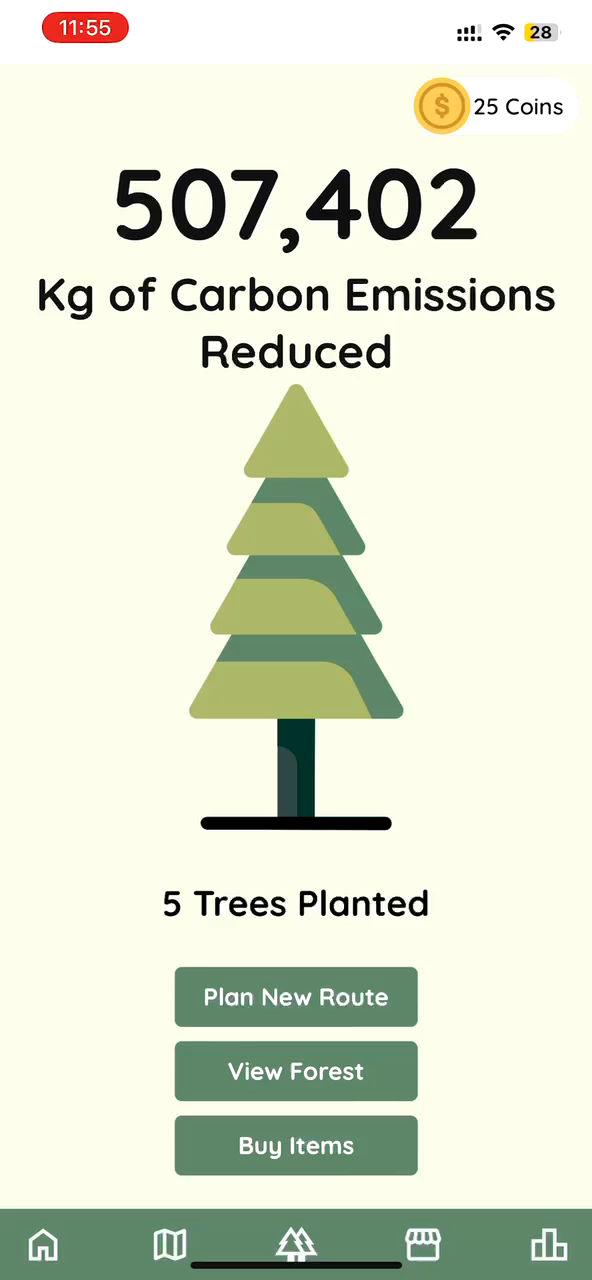 11:55
28
$ 25 Coins
507,402
Kg of Carbon Emissions
Reduced
5 Trees Planted
Plan New Route
View Forest
Buy Items